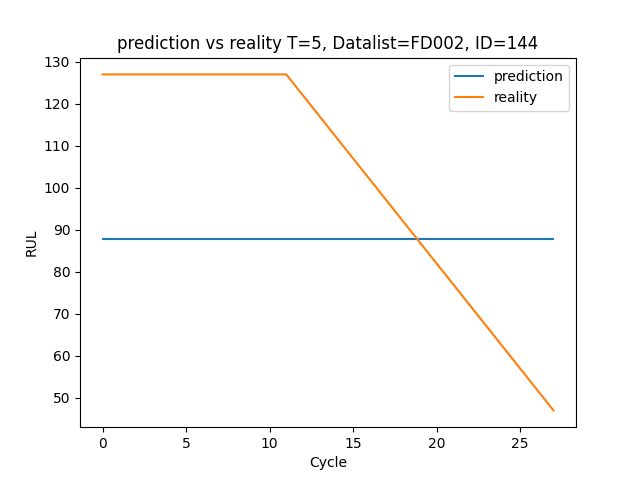 prediction vs reality T=5, Datalist=FD002, ID=144
prediction
reality
130
120
110
100
90
80
70
60
50
RUL
0 5 10 15 20 25
Cycle